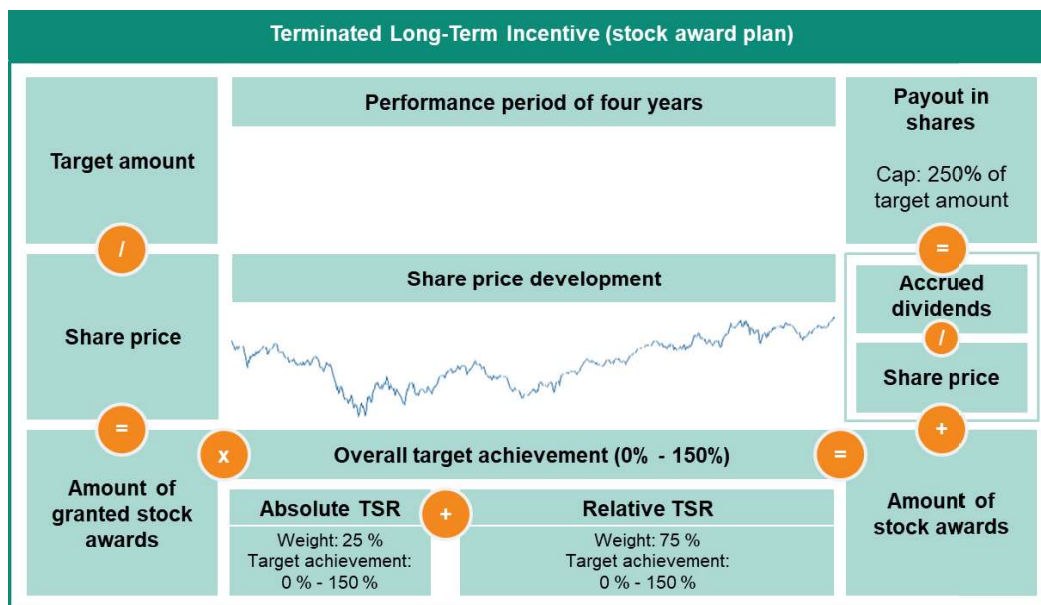 Terminated Long-Term Incentive (stock award plan)
Target amount
/
Share price
=
Amount of
granted stock
awards
Performance period of four years
Share price development
x
Overall target achievement (0% - 150%)
=
Absolute TSR
Weight: 25 %
Target achievement:
0 % - 150 %
+
Relative TSR
Weight: 75 %
Target achievement:
0 % - 150 %
Payout in
shares
Cap: 250% of
target amount
=
Accrued
dividends
/
Share price
+
Amount of
stock awards